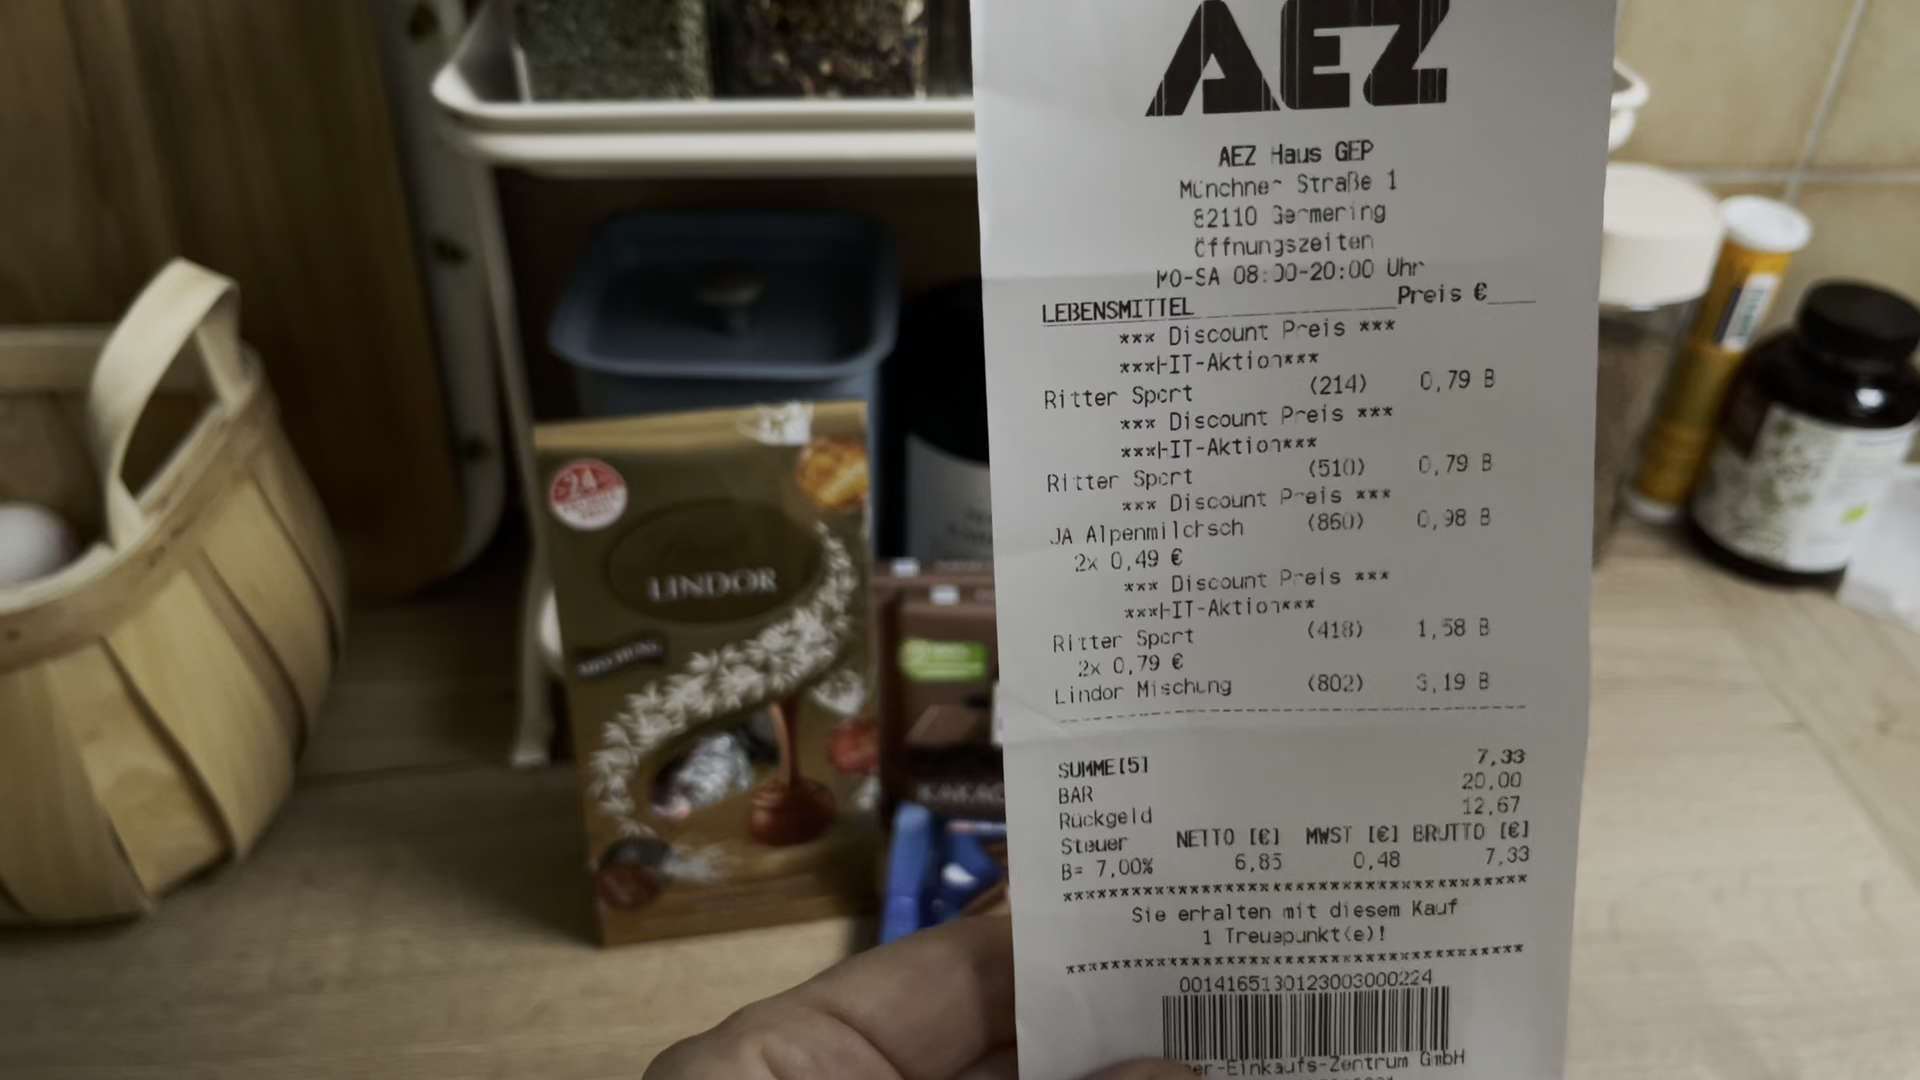 AEZ
AEZ Haus GEP
Münchner Straße 1
82110 Germering
Öffnungszeiten
MO-SA 08:00-20:00 Uhr
LEBENSMITTEL Preis €
*** Discount Preis ***
***HIT-Aktion***
Ritter Sport (214) 0,79 B
*** Discount Preis ***
***HIT-Aktion***
Ritter Sport (510) 0,79 B
*** Discount Preis ***
JA Alpenmilchsch (860) 0,98 B
2x 0,49 €
*** Discount Preis ***
***HIT-Aktion***
Ritter Sport (418) 1,58 B
2x 0,79 €
Lindor Mischung (802) 3,19 B
SUMME[5] 7,33
BAR 20,00
Rückgeld 12,67
Steuer NETTO [€] MWST [€] BRUTTO [€]
B= 7,00% 6,85 0,48 7,33
Sie erhalten mit diesem Kauf
1 Treuepunkt(e)!
0014165130123003000224
er-Einkaufs-Zentrum GmbH
LINDOR
MISCHUNG